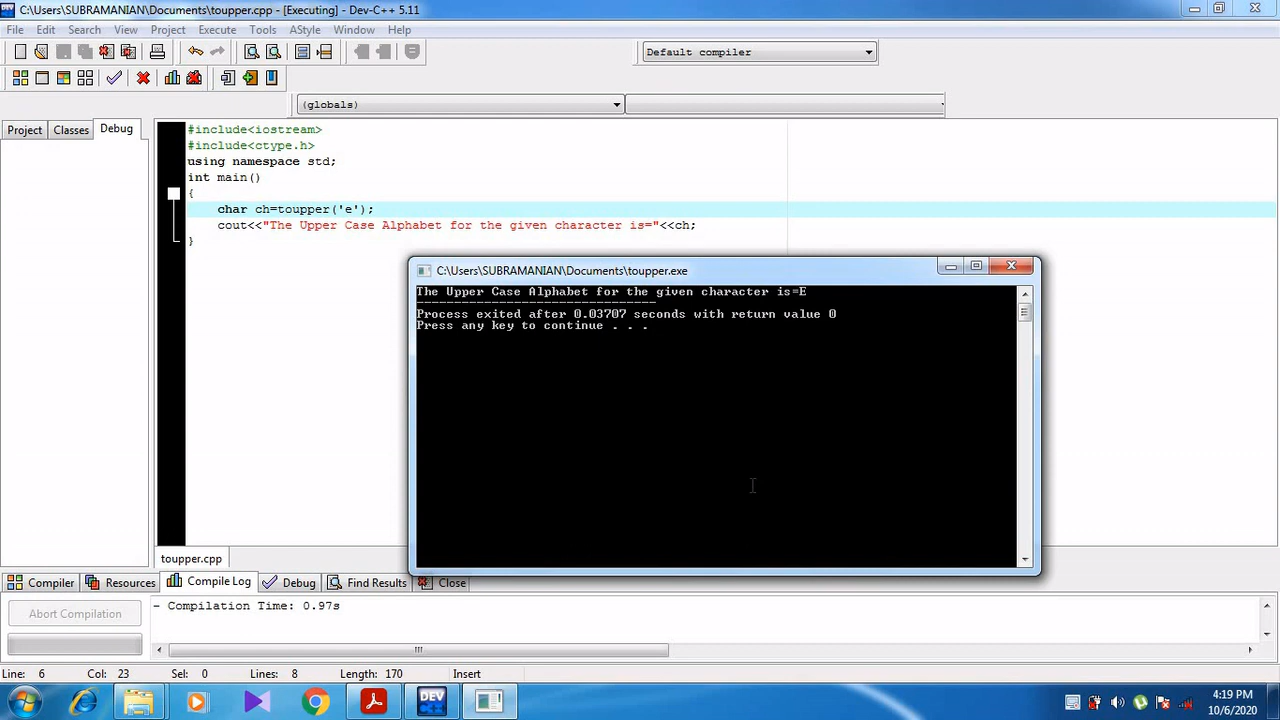 C:\Users\SUBRAMANIAN\Documents\toupper.cpp - [Executing] - Dev-C++ 5.11
File Edit Search View Project Execute Tools AStyle Window Help
Default compiler
(globals)
Project Classes Debug
#include<iostream>
#include<ctype.h>
using namespace std;
int main()
{
char ch=toupper('e');
cout<<"The Upper Case Alphabet for the given character is="<<ch;
}
C:\Users\SUBRAMANIAN\Documents\toupper.exe
The Upper Case Alphabet for the given character is=E
--------------------------------
Process exited after 0.03707 seconds with return value 0
Press any key to continue . . .
toupper.cpp
Compiler Resources Compile Log Debug Find Results Close
Abort Compilation
- Compilation Time: 0.97s
Line: 6 Col: 23 Sel: 0 Lines: 8 Length: 170 Insert
DEV
4:19 PM
10/6/2020